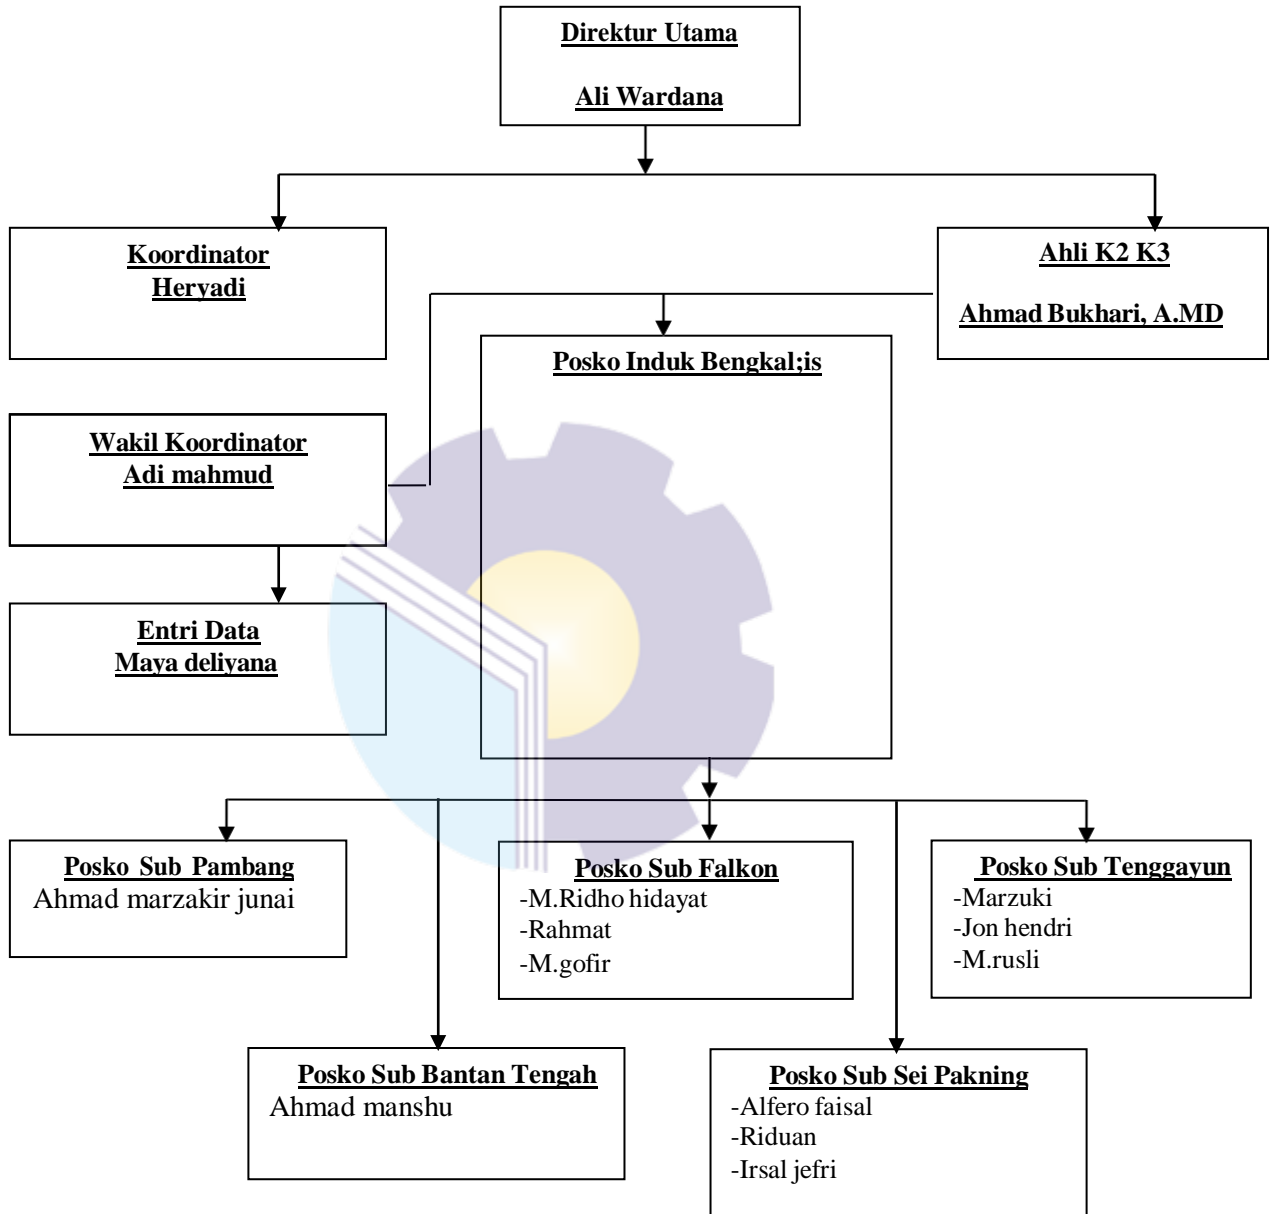 Direktur Utama
Ali Wardana
Koordinator
Heryadi
Ahli K2 K3
Ahmad Bukhari, A.MD
Posko Induk Bengkal;is
Wakil Koordinator
Adi mahmud
Entri Data
Maya deliyana
Posko Sub Pambang
Ahmad marzakir junai
Posko Sub Falkon
-M.Ridho hidayat
-Rahmat
-M.gofir
Posko Sub Tenggayun
-Marzuki
-Jon hendri
-M.rusli
Posko Sub Bantan Tengah
Ahmad manshu
Posko Sub Sei Pakning
-Alfero faisal
-Riduan
-Irsal jefri